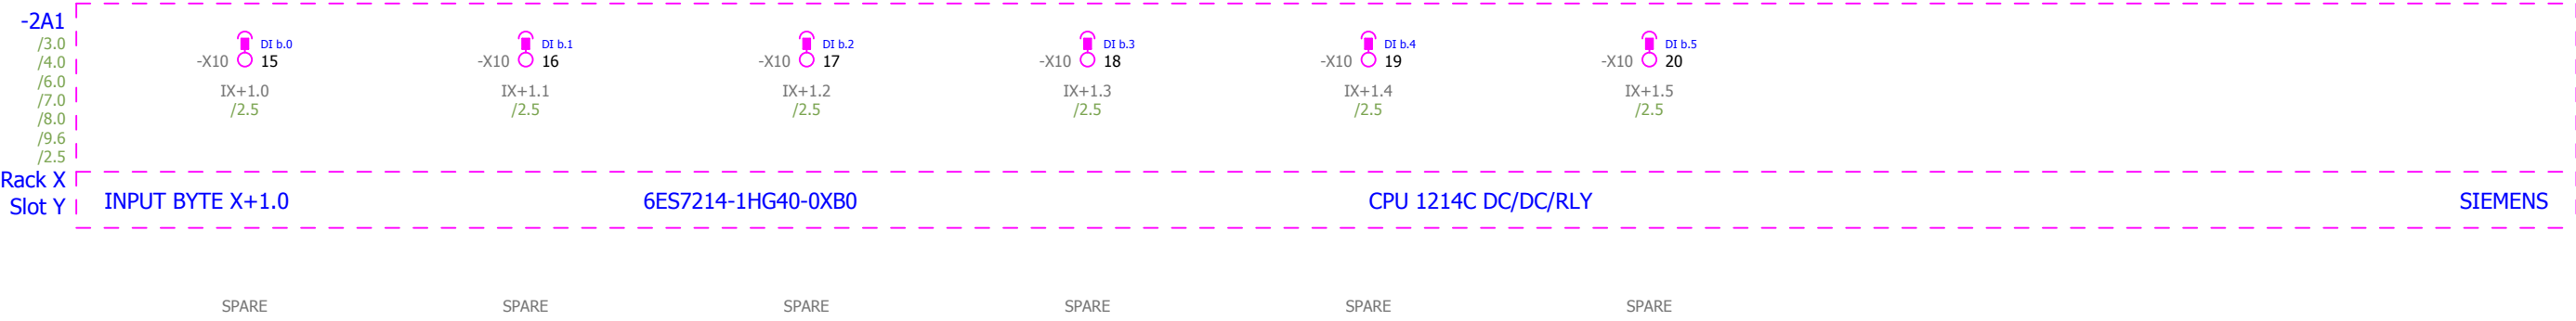 -2A1
/3.0
/4.0
/6.0
/7.0
/8.0
/9.6
/2.5
DI b.0 DI b.1 DI b.2 DI b.3 DI b.4 DI b.5
-X10 15 -X10 16 -X10 17 -X10 18 -X10 19 -X10 20
IX+1.0 IX+1.1 IX+1.2 IX+1.3 IX+1.4 IX+1.5
/2.5 /2.5 /2.5 /2.5 /2.5 /2.5
Rack X
Slot Y
INPUT BYTE X+1.0 6ES7214-1HG40-0XB0 CPU 1214C DC/DC/RLY SIEMENS
SPARE SPARE SPARE SPARE SPARE SPARE